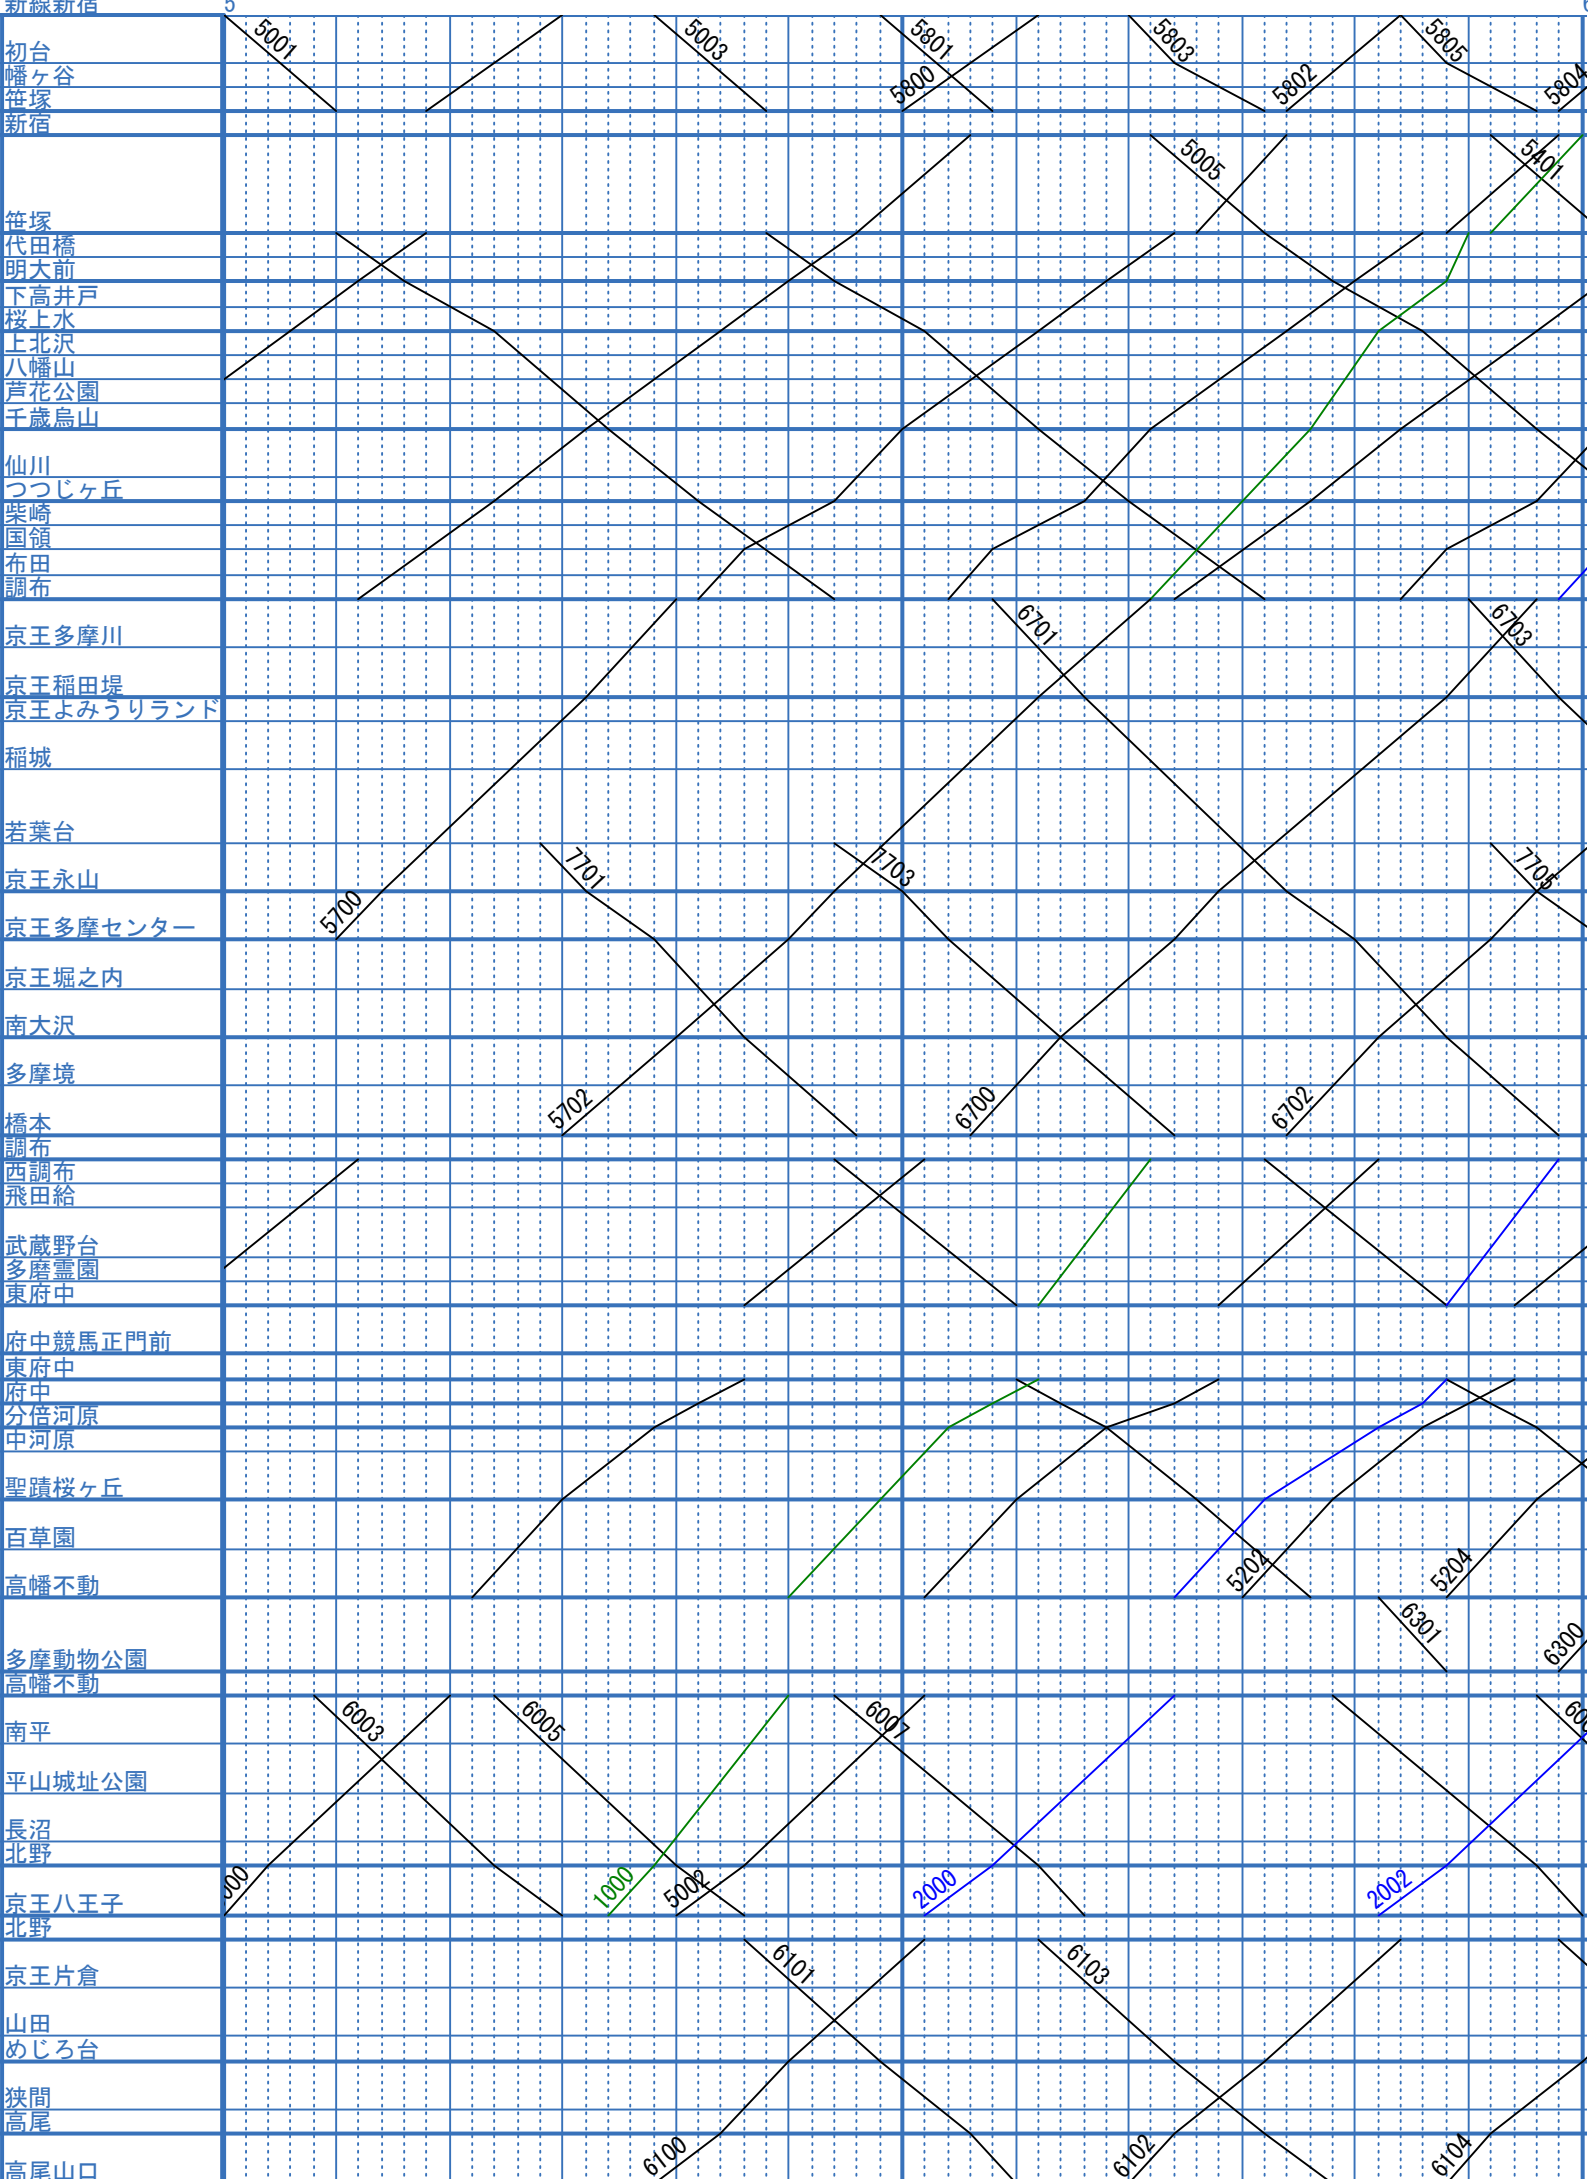 新線新宿 5
初台
幡ヶ谷
笹塚
新宿
笹塚
代田橋
明大前
下高井戸
桜上水
上北沢
八幡山
芦花公園
千歳烏山
仙川
つつじヶ丘
柴崎
国領
布田
調布
京王多摩川
京王稲田堤
京王よみうりランド
稲城
若葉台
京王永山
京王多摩センター
京王堀之内
南大沢
多摩境
橋本
調布
西調布
飛田給
武蔵野台
多磨霊園
東府中
府中競馬正門前
東府中
府中
分倍河原
中河原
聖蹟桜ヶ丘
百草園
高幡不動
多摩動物公園
高幡不動
南平
平山城址公園
長沼
北野
京王八王子
北野
京王片倉
山田
めじろ台
狭間
高尾
高尾山口
5001
5003
5801
5800
5803
5802
5805
5804
5005
5401
6701
6703
5700
7701
7703
7705
5702
6700
6702
5202
5204
6301
6300
6003
6005
6007
1000
5002
2000
2002
6101
6103
6100
6102
6104